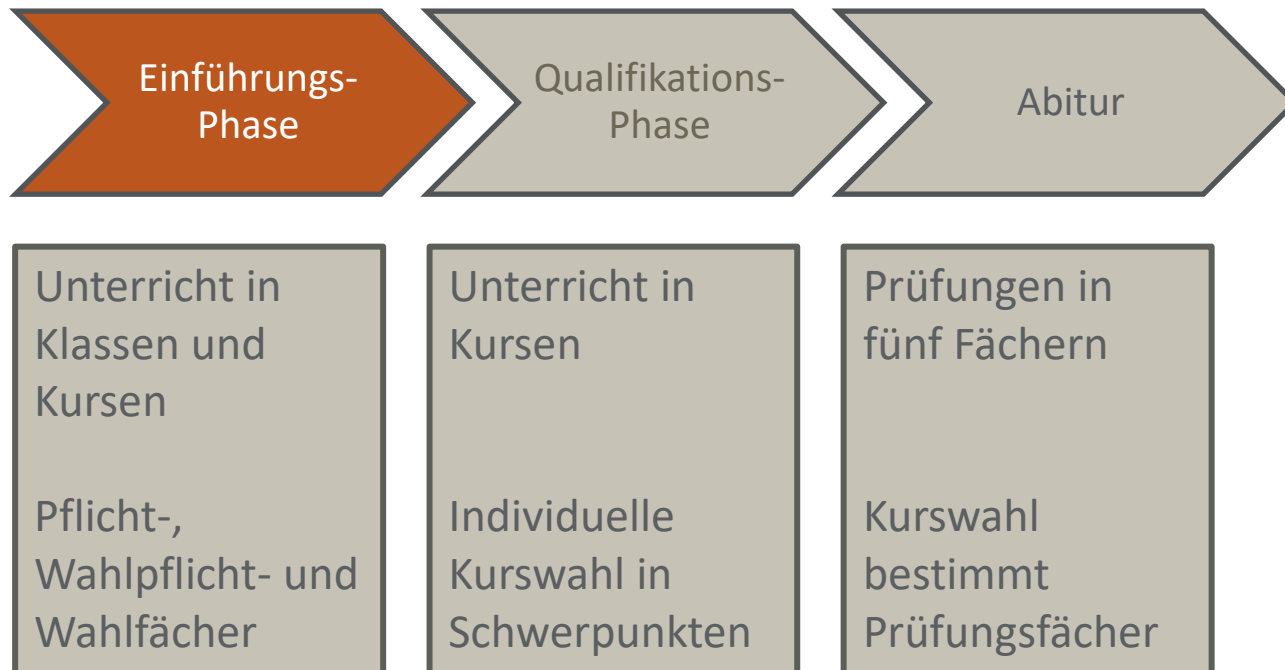 Einführungs-
Phase
Qualifikations-
Phase
Abitur
Unterricht in
Klassen und
Kursen
Pflicht-,
Wahlpflicht- und
Wahlfächer
Unterricht in
Kursen
Individuelle
Kurswahl in
Schwerpunkten
Prüfungen in
fünf Fächern
Kurswahl
bestimmt
Prüfungsfächer